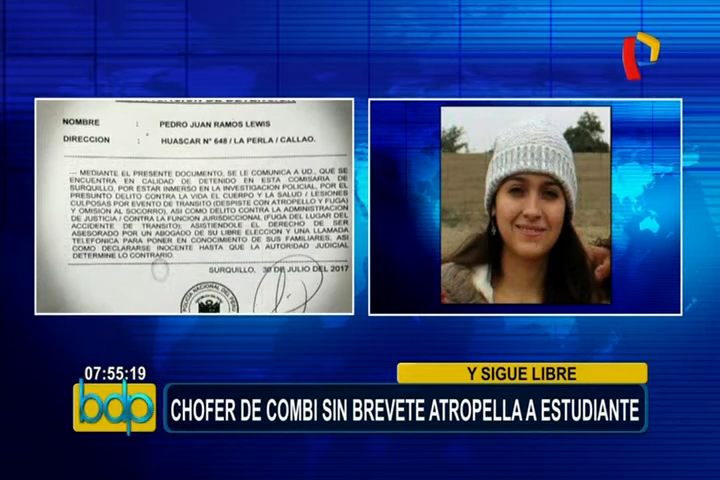 NOMBRE : PEDRO JUAN RAMOS LEWIS
DIRECCION : HUASCAR N° 648 / LA PERLA / CALLAO.
--- MEDIANTE EL PRESENTE DOCUMENTO, SE LE COMUNICA A UD., QUE SE
ENCUENTRA EN CALIDAD DE DETENIDO EN ESTA COMISARIA DE
SURQUILLO, POR ESTAR INMERSO EN LA INVESTIGACION POLICIAL, POR EL
PRESUNTO DELITO CONTRA LA VIDA EL CUERPO Y LA SALUD / LESIONES
CULPOSAS POR EVENTO DE TRANSITO (DESPISTE CON ATROPELLO Y FUGA)
Y OMISION AL SOCORRO), ASI COMO DELITO CONTRA LA ADMINISTRACION
DE JUSTICIA / CONTRA LA FUNCION JURISDICCIONAL (FUGA DEL LUGAR DEL
ACCIDENTE DE TRANSITO); ASISTIENDOLE EL DERECHO DE SER
ASESORADO POR UN ABOGADO DE SU LIBRE ELECCION Y UNA LLAMADA
TELEFONICA PARA PONER EN CONOCIMIENTO DE SUS FAMILIARES, ASI
COMO DECLARARSE INOCENTE HASTA QUE LA AUTORIDAD JUDICIAL
DETERMINE LO CONTRARIO.
SURQUILLO, 30 DE JULIO DEL 2017
POLICIA NACIONAL DEL PERU
07:55:19
bdp
Y SIGUE LIBRE
CHOFER DE COMBI SIN BREVETE ATROPELLA A ESTUDIANTE